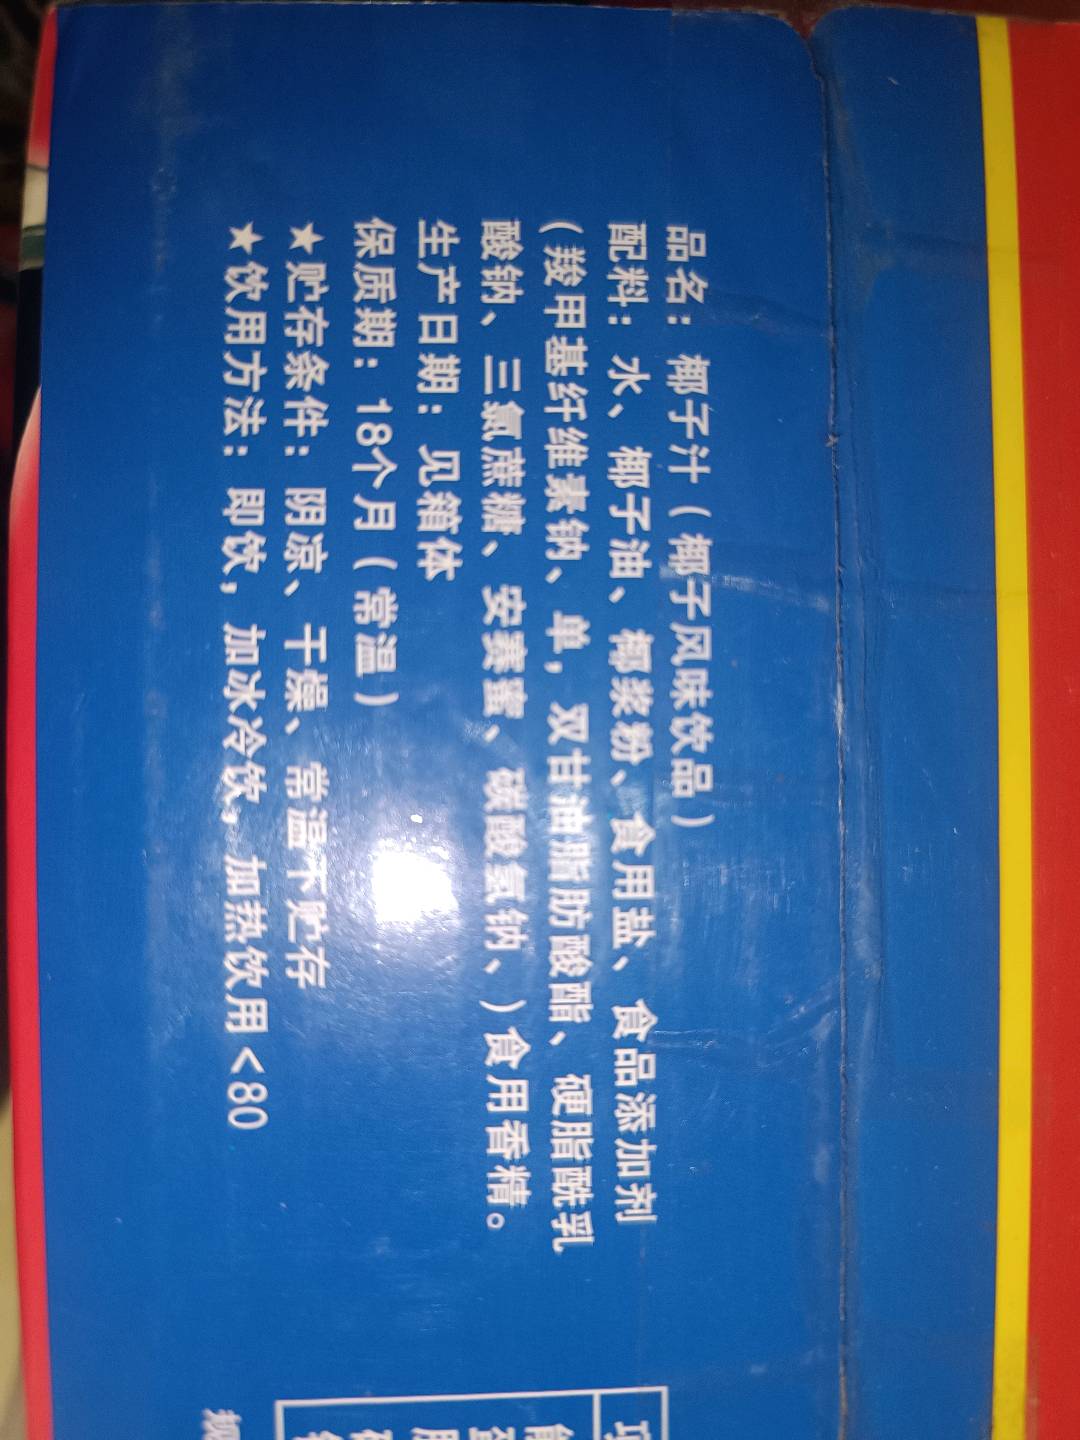 品名：椰子汁（椰子风味饮品）
配料：水、椰子油、椰浆粉、食用盐、食品添加剂
（羧甲基纤维素钠、单，双甘油脂肪酸酯、硬脂酰乳
酸钠、三氯蔗糖、安赛蜜、碳酸氢钠、）食用香精。
生产日期：见箱体
保质期：18个月（常温）
★贮存条件：阴凉、干燥、常温下贮存
★饮用方法：即饮，加冰冷饮，加热饮用<80